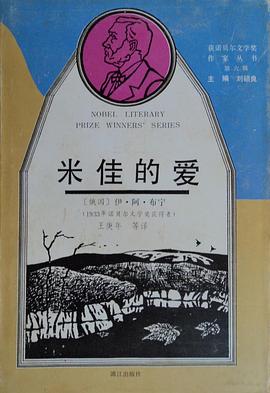 获诺贝尔文学奖
作家丛书
第六辑
主编 刘硕良
NOBEL LITERARY
PRIZE WINNERS' SERIES
米佳的爱
〔俄国〕伊·阿·布宁
(1933年诺贝尔文学奖获得者)
王庚年 等译
漓江出版社